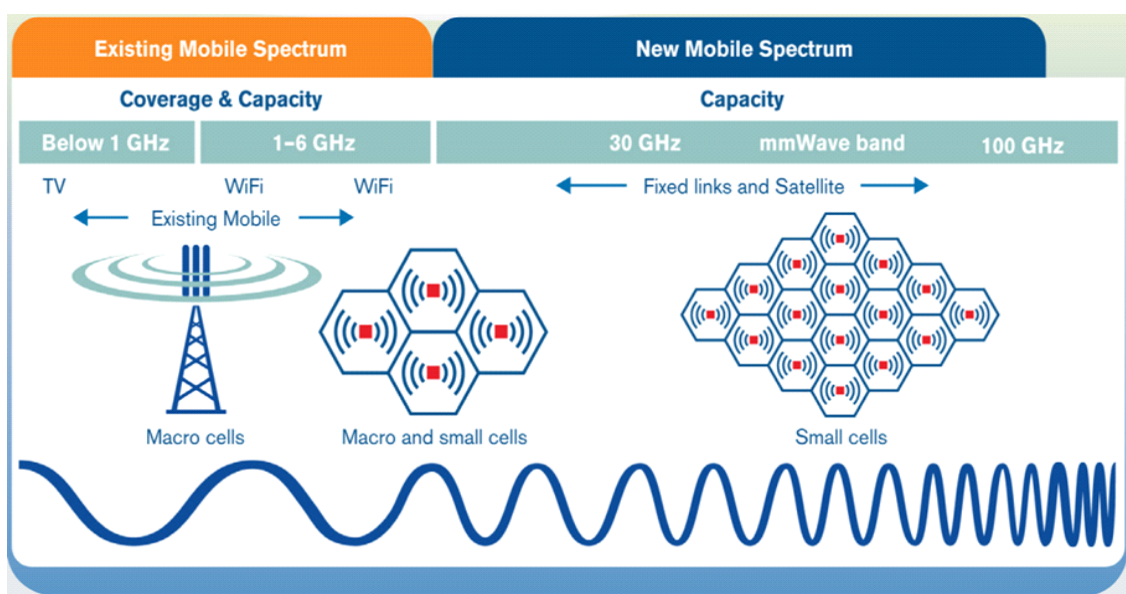 Existing Mobile Spectrum
New Mobile Spectrum
Coverage & Capacity
Capacity
Below 1 GHz
1–6 GHz
30 GHz
mmWave band
100 GHz
TV
WiFi
WiFi
Fixed links and Satellite
Existing Mobile
Macro cells
Macro and small cells
Small cells